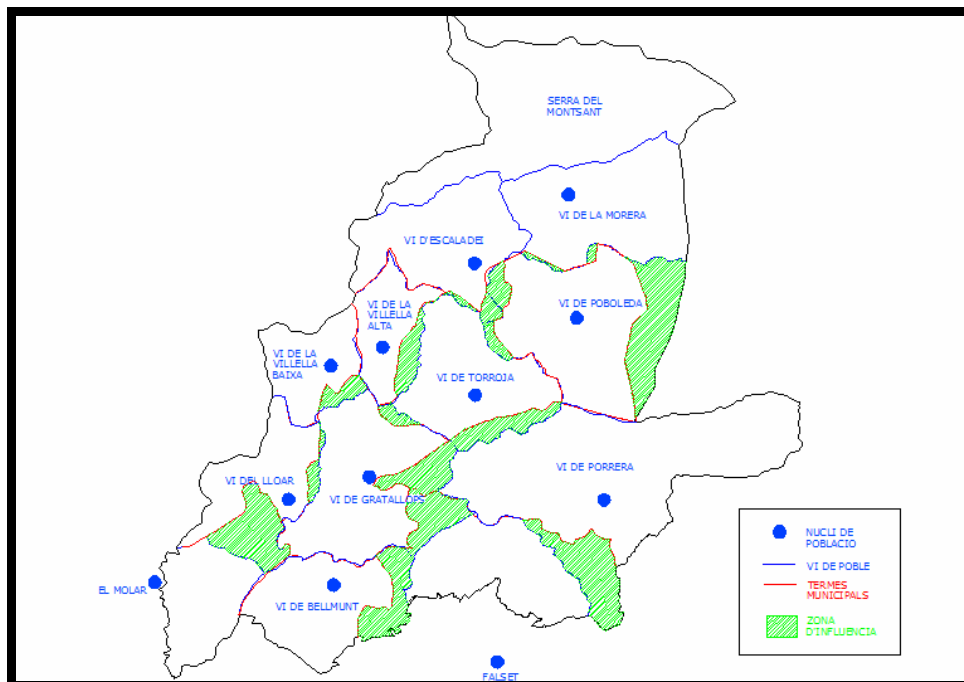 SERRA DEL
MONTSANT
VI DE LA MORERA
VI D'ESCALADEI
VI DE POBOLEDA
VI DE LA
VILLELLA
ALTA
VI DE LA
VILLELLA
BAIXA
VI DE TORROJA
VI DE PORRERA
VI DEL LLOAR
VI DE GRATALLOPS
EL MOLAR
VI DE BELLMUNT
FALSET
NUCLI DE
POBLACIO
VI DE POBLE
TERMES
MUNICIPALS
ZONA
D'INFLUENCIA